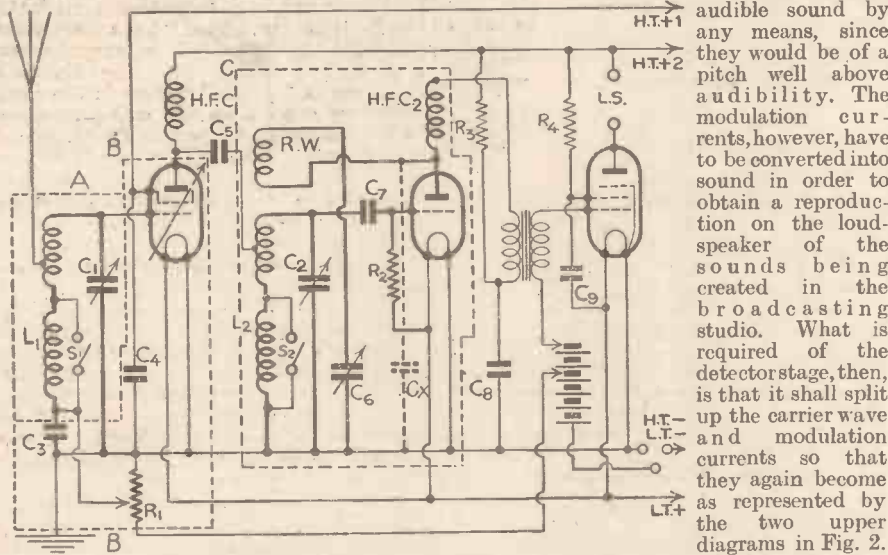 H.T.+1
H.T.+2
H.F.C.
C
C5
R.W.
H.F.C2
R3
R4
L.S.
B
A
C7
C1
C2
R2
C9
L1
S1
C4
L2
S2
C6
Cx
C8
C3
R1
B
H.T.-
L.T.-
L.T.+
audible sound by
any means, since
they would be of a
pitch well above
audibility. The
modulation cur-
rents, however, have
to be converted into
sound in order to
obtain a reproduc-
tion on the loud-
speaker of the
sounds being
created in the
broadcasting
studio. What is
required of the
detector stage, then,
is that it shall split
up the carrier wave
and modulation
currents so that
they again become
as represented by
the two upper
diagrams in Fig. 2.